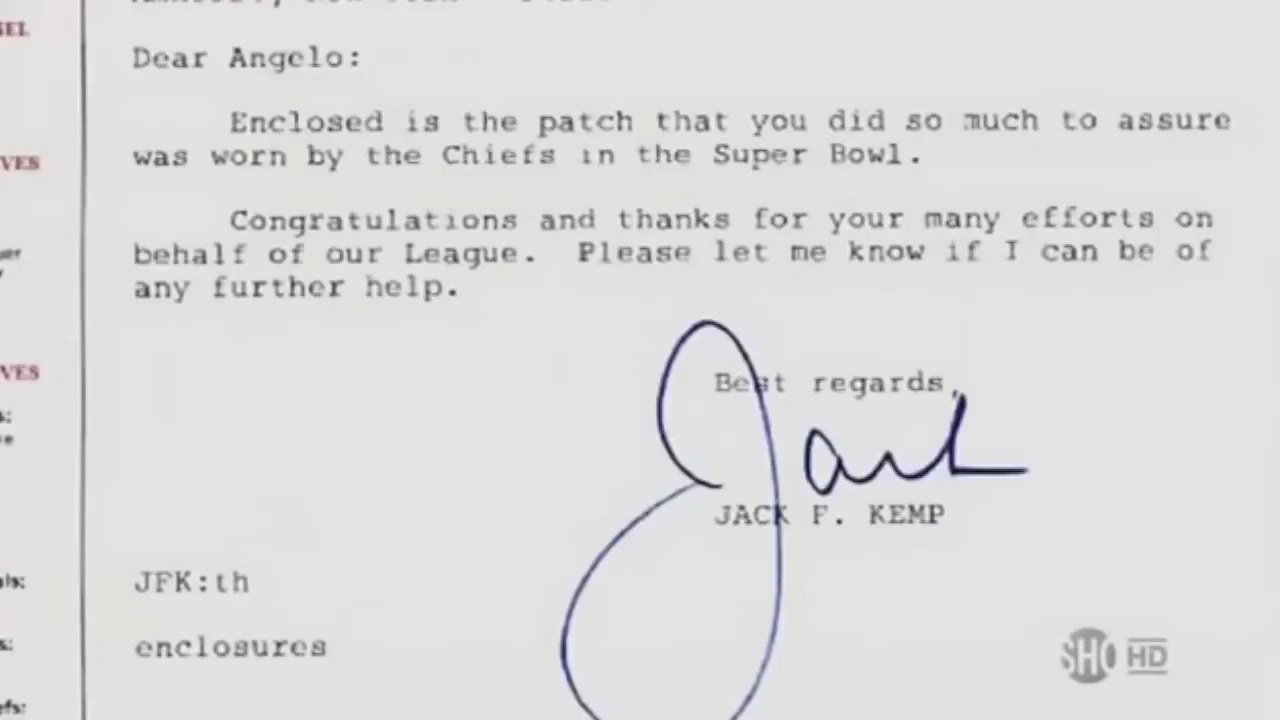 Dear Angelo:
Enclosed is the patch that you did so much to assure
was worn by the Chiefs in the Super Bowl.
Congratulations and thanks for your many efforts on
behalf of our League. Please let me know if I can be of
any further help.
Best regards,
Jack
JACK F. KEMP
JFK:th
enclosures
SHO HD
VES
VES